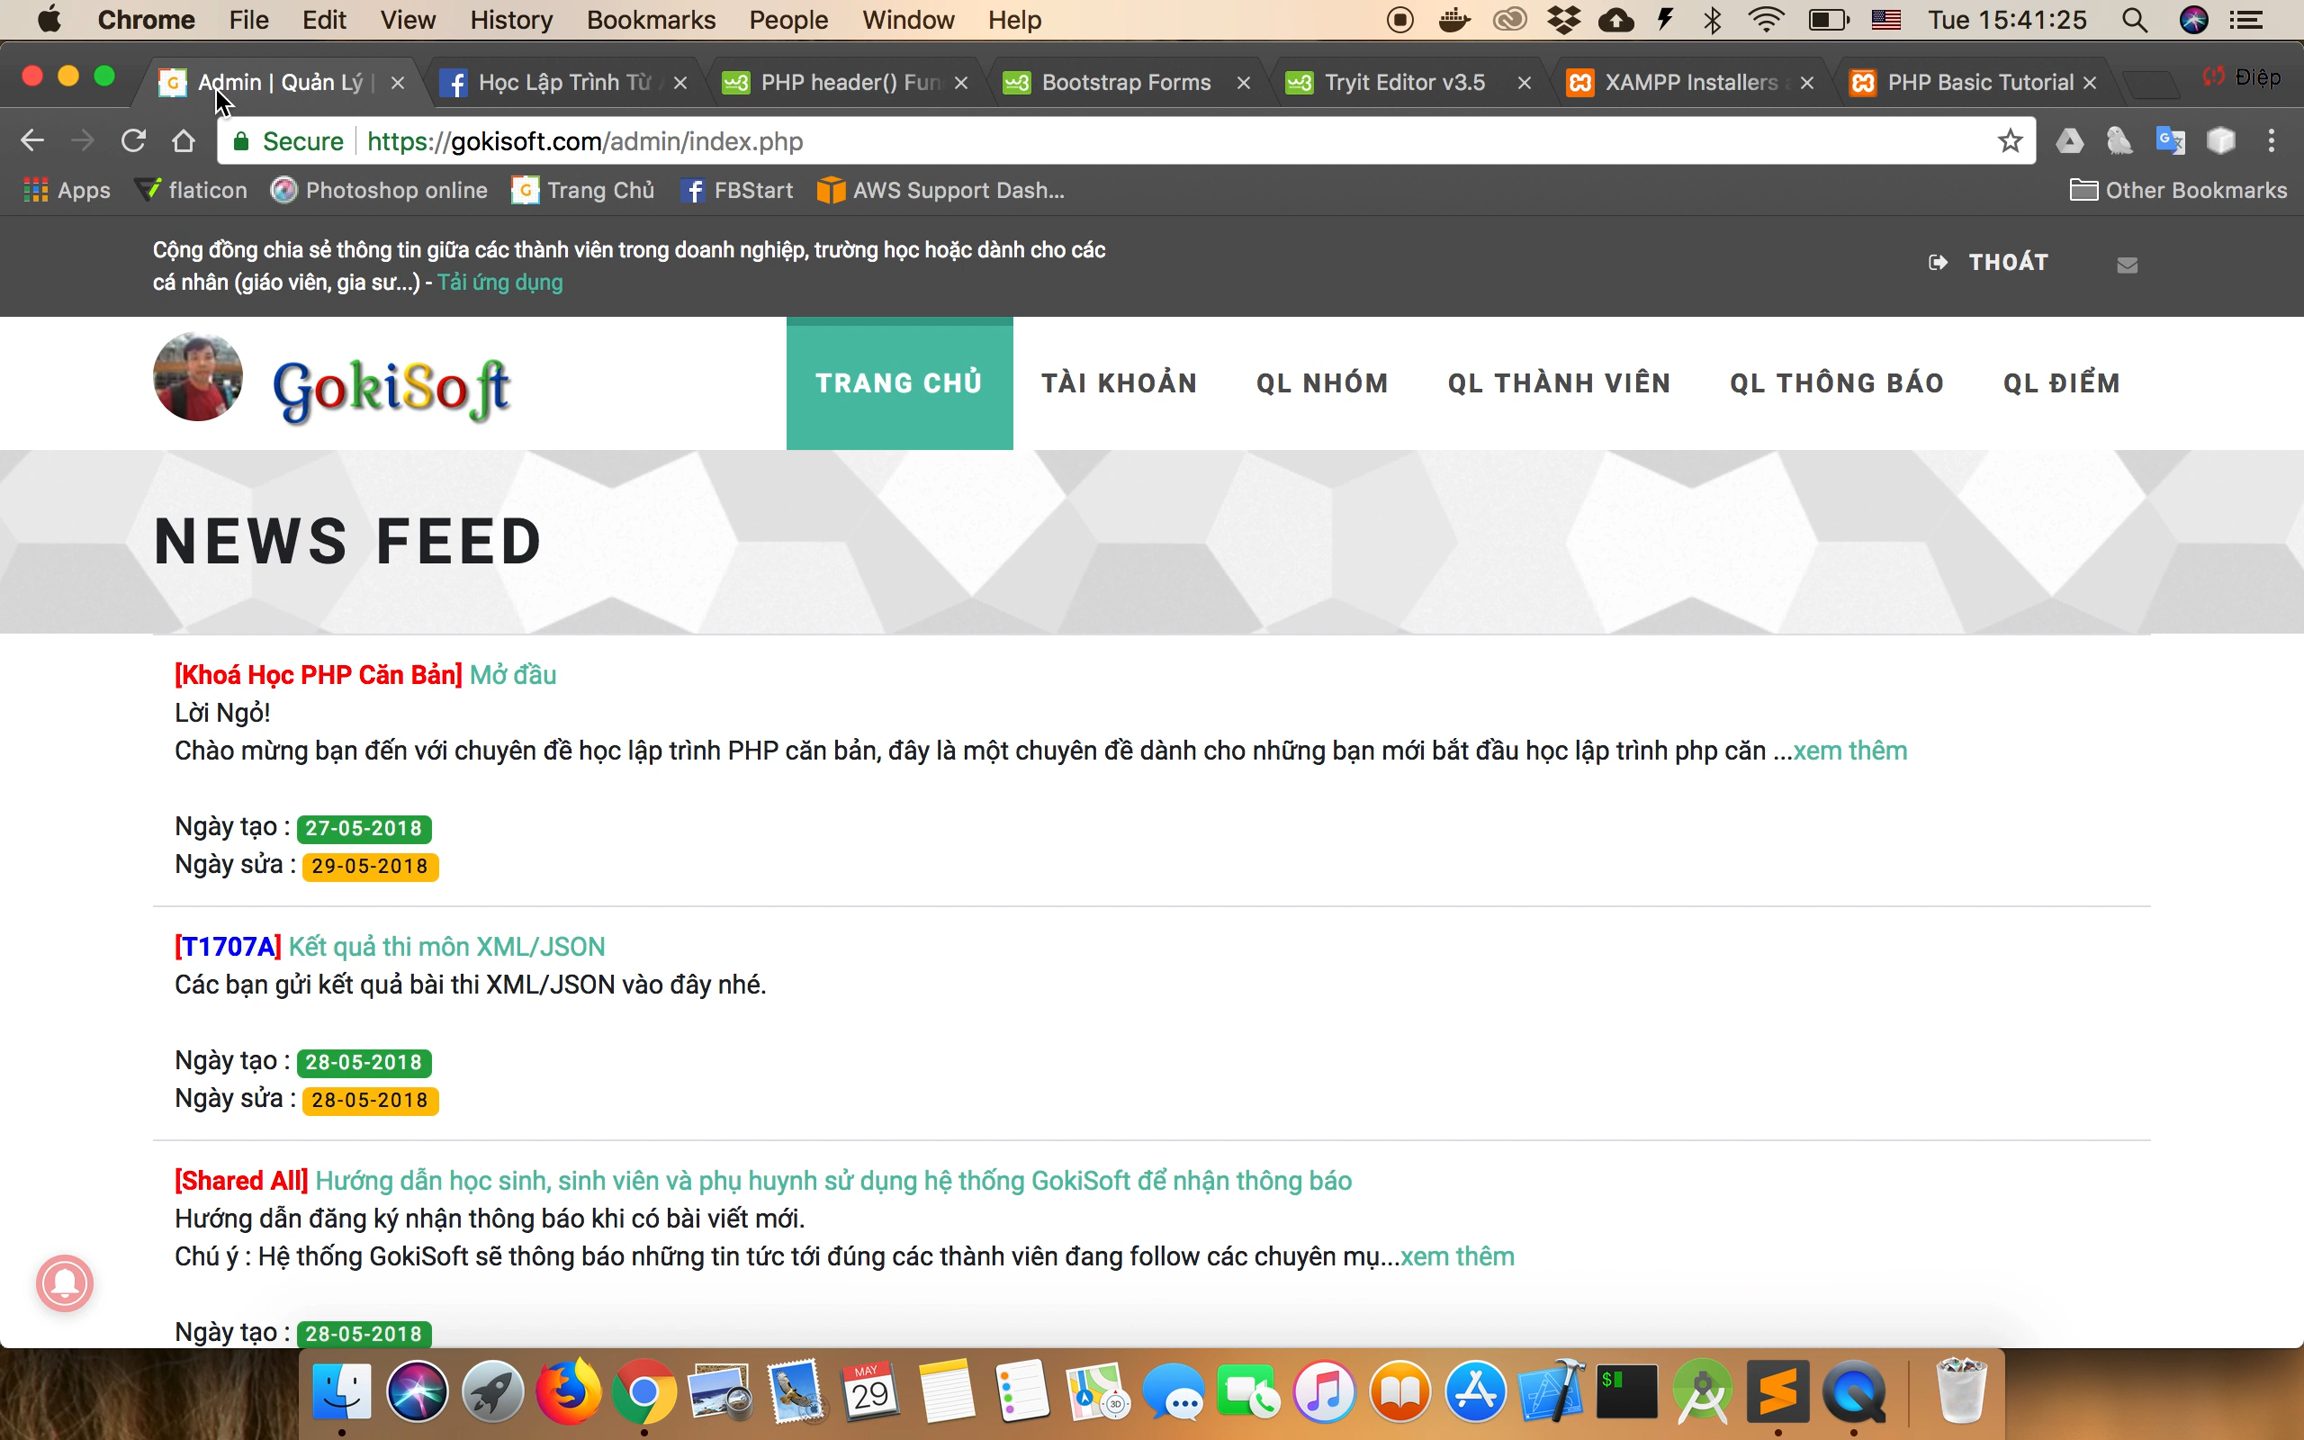 Chrome File Edit View History Bookmarks People Window Help Tue 15:41:25
Admin | Quản Lý | Học Lập Trình Từ PHP header() Fun Bootstrap Forms Tryit Editor v3.5 XAMPP Installers PHP Basic Tutorial Điệp
Secure https://gokisoft.com/admin/index.php
Apps flaticon Photoshop online Trang Chủ FBStart AWS Support Dash... Other Bookmarks
Cộng đồng chia sẻ thông tin giữa các thành viên trong doanh nghiệp, trường học hoặc dành cho các
cá nhân (giáo viên, gia sư...) - Tải ứng dụng
THOÁT
GokiSoft
TRANG CHỦ TÀI KHOẢN QL NHÓM QL THÀNH VIÊN QL THÔNG BÁO QL ĐIỂM
NEWS FEED
[Khoá Học PHP Căn Bản] Mở đầu
Lời Ngỏ!
Chào mừng bạn đến với chuyên đề học lập trình PHP căn bản, đây là một chuyên đề dành cho những bạn mới bắt đầu học lập trình php căn ...xem thêm
Ngày tạo : 27-05-2018
Ngày sửa : 29-05-2018
[T1707A] Kết quả thi môn XML/JSON
Các bạn gửi kết quả bài thi XML/JSON vào đây nhé.
Ngày tạo : 28-05-2018
Ngày sửa : 28-05-2018
[Shared All] Hướng dẫn học sinh, sinh viên và phụ huynh sử dụng hệ thống GokiSoft để nhận thông báo
Hướng dẫn đăng ký nhận thông báo khi có bài viết mới.
Chú ý : Hệ thống GokiSoft sẽ thông báo những tin tức tới đúng các thành viên đang follow các chuyên mụ...xem thêm
Ngày tạo : 28-05-2018
MAY
29
3D
$